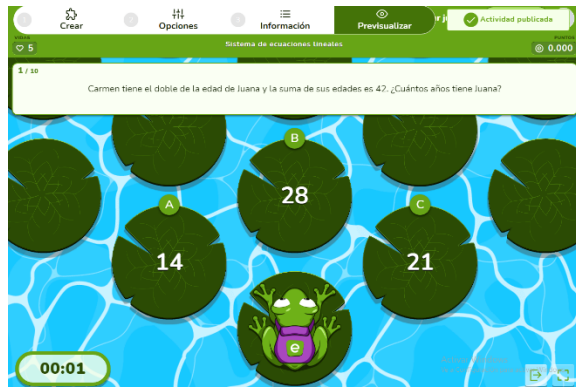 Crear
Opciones
Información
Previsualizar
Actividad publicada
VIDAS
5
Sistema de ecuaciones lineales
PUNTOS
0.000
1 / 10
Carmen tiene el doble de la edad de Juana y la suma de sus edades es 42. ¿Cuántos años tiene Juana?
B
28
A
14
C
21
e
00:01